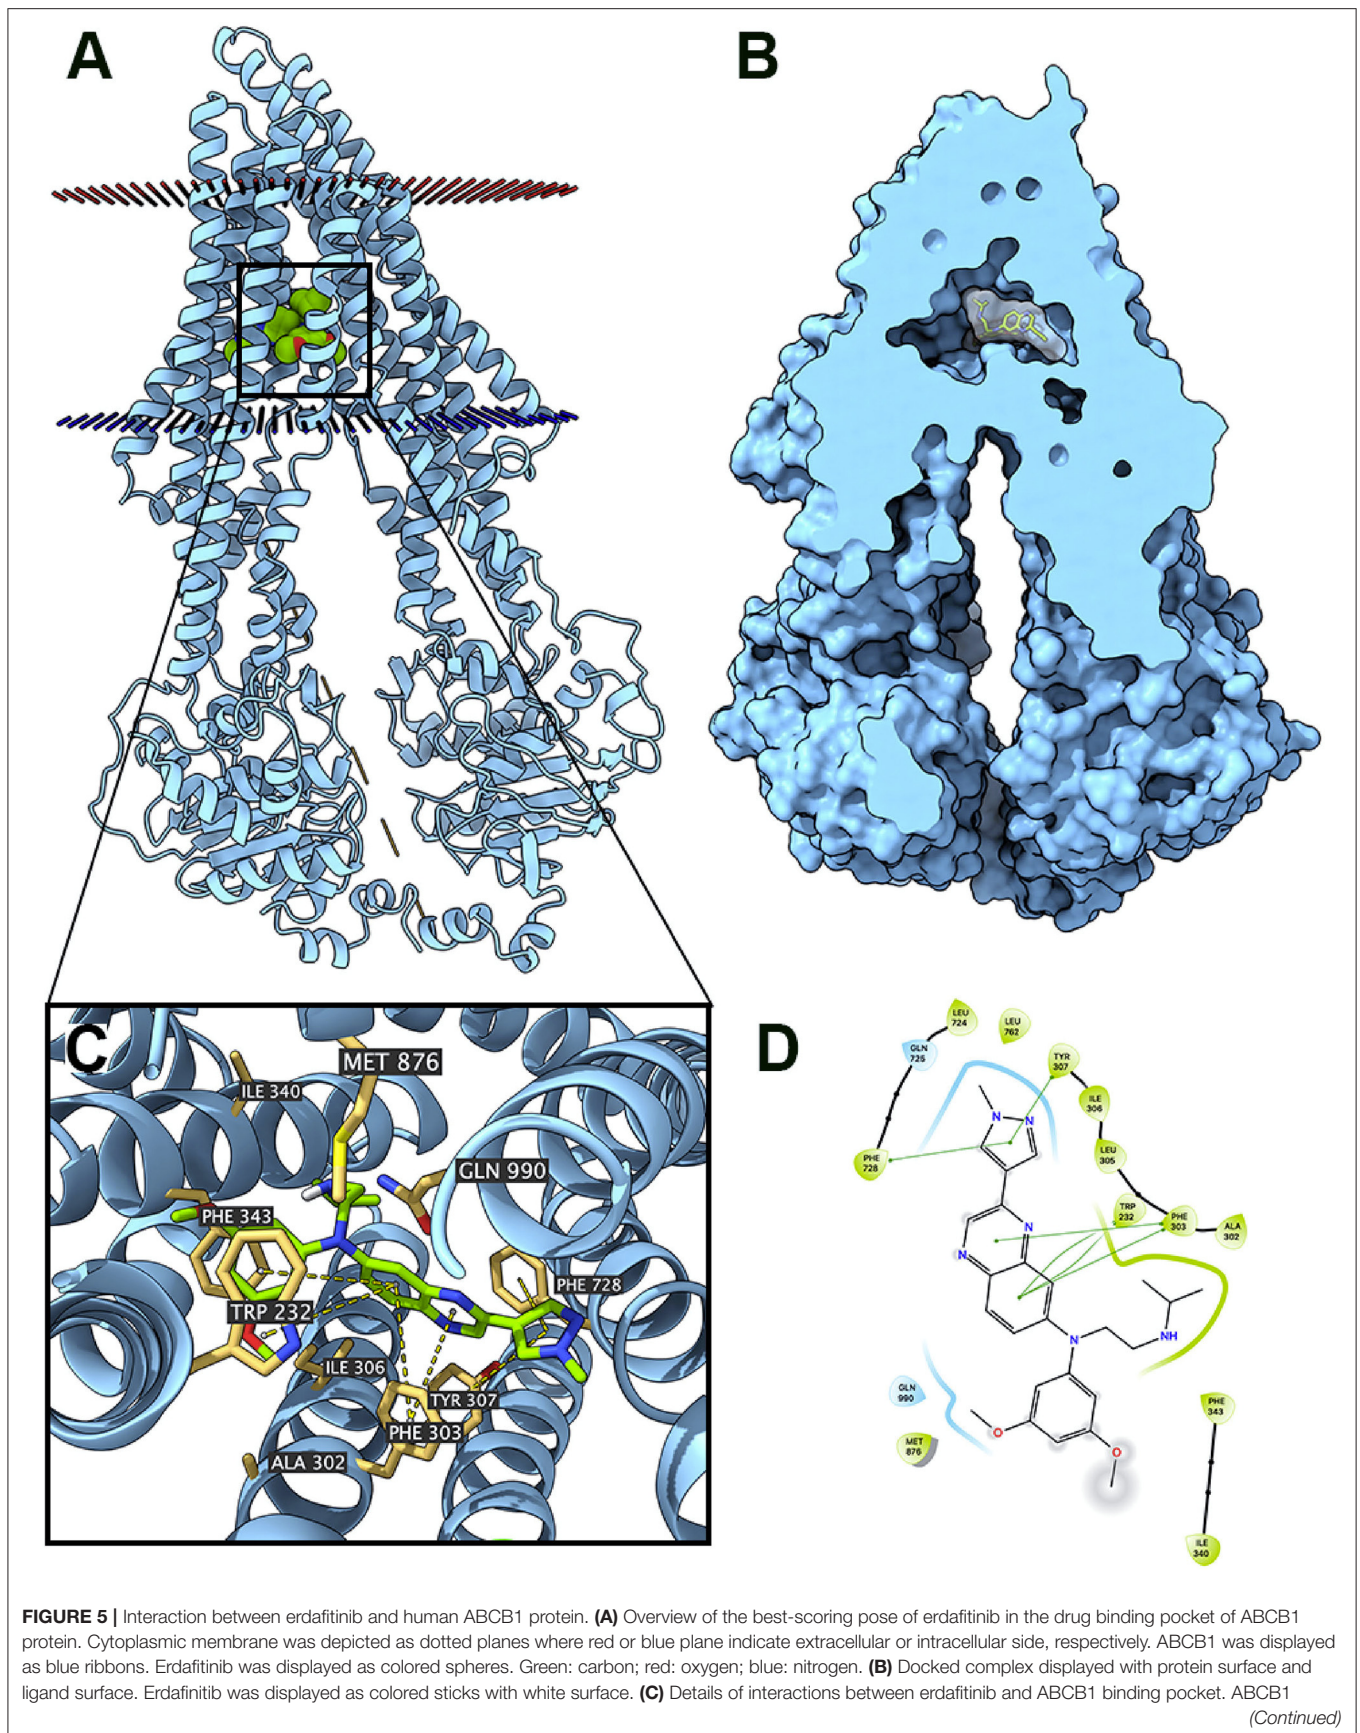 A
B
C
MET 876
ILE 340
GLN 990
PHE 343
PHE 728
TRP 232
ILE 306
TYR 307
PHE 303
ALA 302
D
LEU
724
LEU
762
GLN
725
TYR
307
ILE
306
PHE
728
LEU
305
TRP
232
PHE
303
ALA
302
N
N
N
N
N
NH
GLN
990
MET
876
O
O
PHE
343
ILE
340
FIGURE 5 | Interaction between erdafitinib and human ABCB1 protein. (A) Overview of the best-scoring pose of erdafitinib in the drug binding pocket of ABCB1
protein. Cytoplasmic membrane was depicted as dotted planes where red or blue plane indicate extracellular or intracellular side, respectively. ABCB1 was displayed
as blue ribbons. Erdafitinib was displayed as colored spheres. Green: carbon; red: oxygen; blue: nitrogen. (B) Docked complex displayed with protein surface and
ligand surface. Erdafinitib was displayed as colored sticks with white surface. (C) Details of interactions between erdafitinib and ABCB1 binding pocket. ABCB1
(Continued)